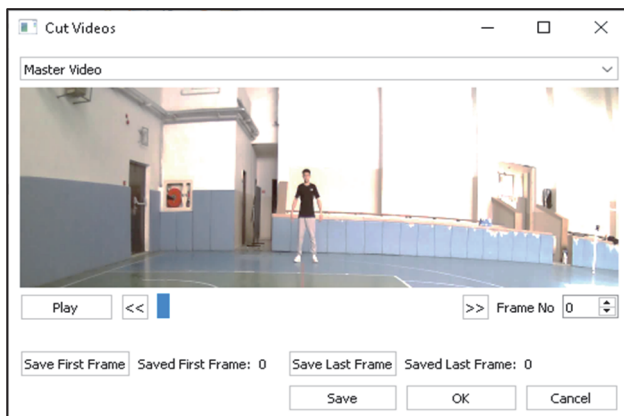 Cut Videos
Master Video
Play << >> Frame No 0
Save First Frame Saved First Frame: 0 Save Last Frame Saved Last Frame: 0
Save OK Cancel